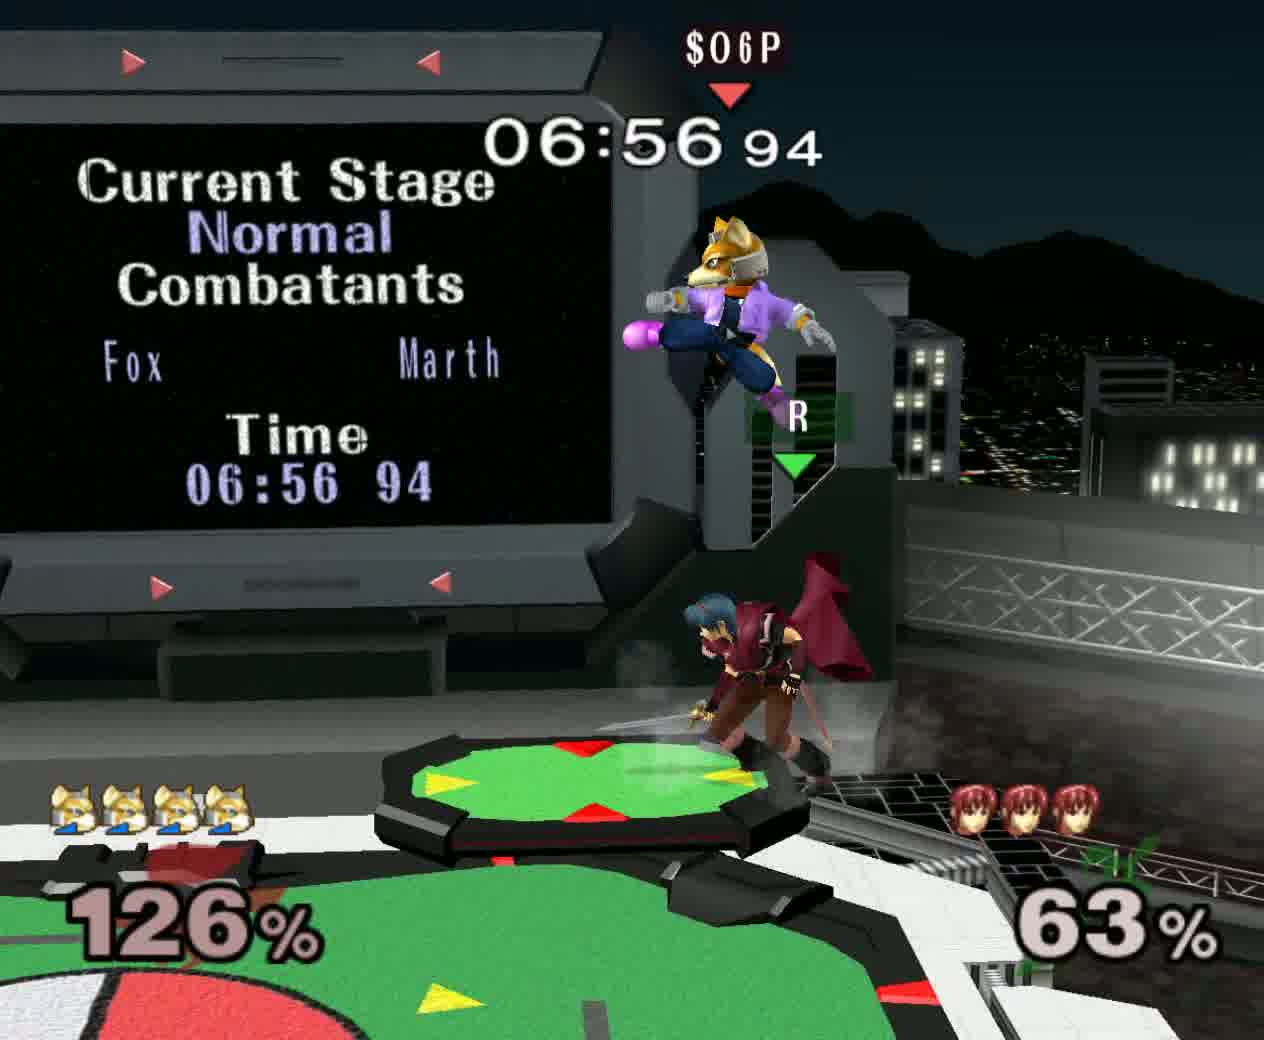 $06P
06:56 94
Current Stage
Normal
Combatants
Fox Marth
Time
06:56 94
R
126%
63%